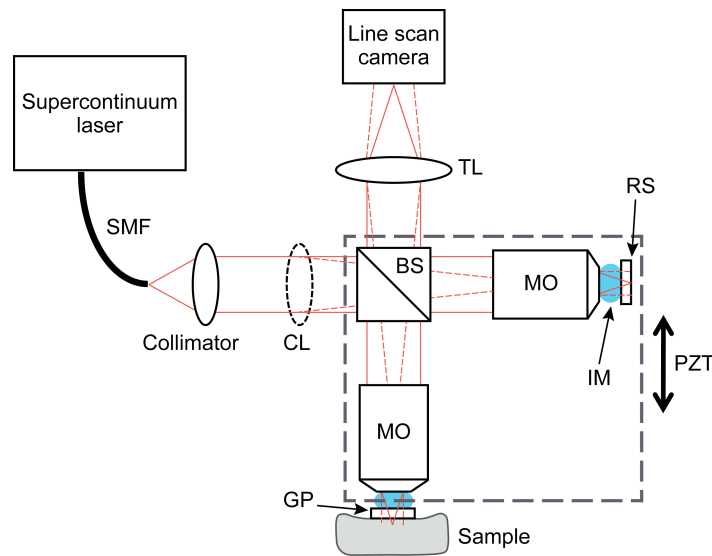 Line scan
camera
Supercontinuum
laser
TL
RS
SMF
BS
MO
Collimator
CL
IM
PZT
MO
GP
Sample